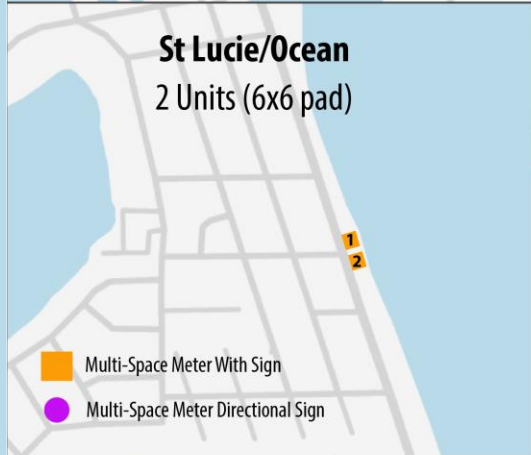 St Lucie/Ocean
2 Units (6x6 pad)
1
2
Multi-Space Meter With Sign
Multi-Space Meter Directional Sign